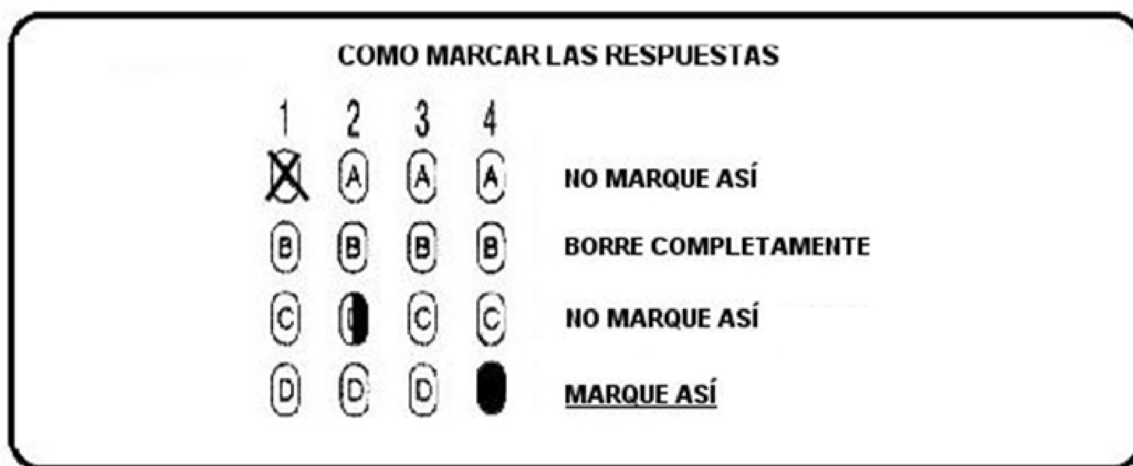 COMO MARCAR LAS RESPUESTAS
1 2 3 4
A A A NO MARQUE ASÍ
B B B B BORRE COMPLETAMENTE
C C C NO MARQUE ASÍ
D D D MARQUE ASÍ